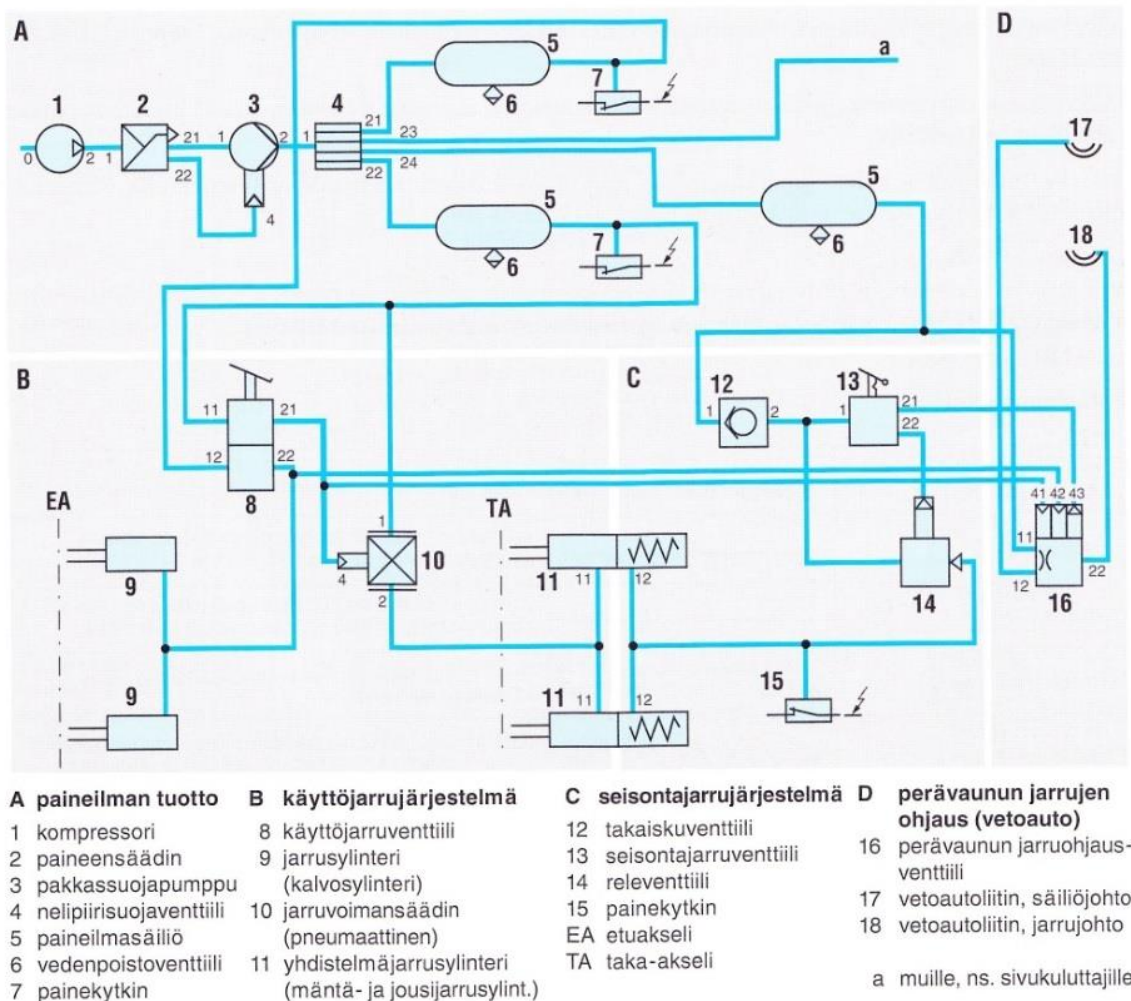 A
D
5
a
1
2
3
4
7
17
21
21
23
6
0
2
1
22
1
2
1
22
24
4
5
5
18
7
6
6
B
C
12
13
11
21
1
2
1
21
22
12
22
8
41
42
43
EA
1
TA
11
10
9
4
11
11
12
22
2
14
12
16
15
9
11
11
12
A paineilman tuotto
1 kompressori
2 paineensäädin
3 pakkassuojapumppu
4 nelipiirisuojaventtiili
5 paineilmasäiliö
6 vedenpoistoventtiili
7 painekytkin
B käyttöjarrujärjestelmä
8 käyttöjarruventtiili
9 jarrusylinteri
(kalvosylinteri)
10 jarruvoimansäädin
(pneumaattinen)
11 yhdistelmäjarrusylinteri
(mäntä- ja jousijarrusylint.)
C seisontajarrujärjestelmä
12 takaiskuventtiili
13 seisontajarruventtiili
14 releventtiili
15 painekytkin
EA etuakseli
TA taka-akseli
D perävaunun jarrujen
ohjaus (vetoauto)
16 perävaunun jarruohjaus-
venttiili
17 vetoautoliitin, säiliöjohto
18 vetoautoliitin, jarrujohto
a muille, ns. sivukuluttajille